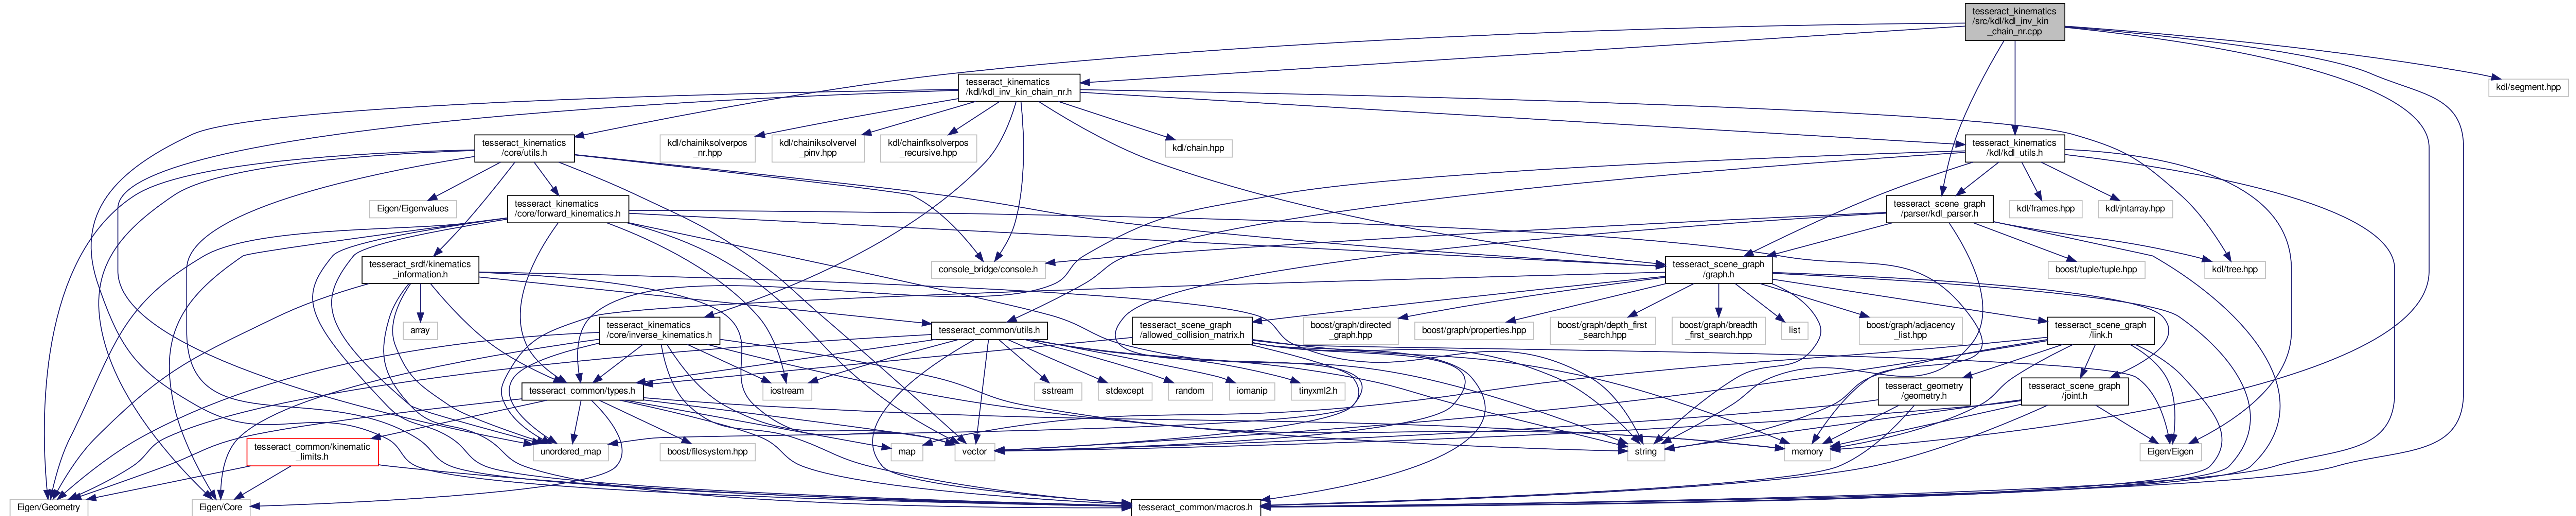 tesseract_kinematics
/src/kdl/kdl_inv_kin
_chain_nr.cpp
tesseract_kinematics
/kdl/kdl_inv_kin_chain_nr.h
kdl/segment.hpp
tesseract_kinematics
/core/utils.h
kdl/chainiksolverpos
_nr.hpp
kdl/chainiksolvervel
_pinv.hpp
kdl/chainfksolverpos
_recursive.hpp
kdl/chain.hpp
tesseract_kinematics
/kdl/kdl_utils.h
Eigen/Eigenvalues
tesseract_kinematics
/core/forward_kinematics.h
tesseract_scene_graph
/parser/kdl_parser.h
kdl/frames.hpp
kdl/jntarray.hpp
tesseract_srdf/kinematics
_information.h
console_bridge/console.h
tesseract_scene_graph
/graph.h
boost/tuple/tuple.hpp
kdl/tree.hpp
array
tesseract_kinematics
/core/inverse_kinematics.h
tesseract_common/utils.h
tesseract_scene_graph
/allowed_collision_matrix.h
boost/graph/directed
_graph.hpp
boost/graph/properties.hpp
boost/graph/depth_first
_search.hpp
boost/graph/breadth
_first_search.hpp
list
boost/graph/adjacency
_list.hpp
tesseract_scene_graph
/link.h
tesseract_common/types.h
iostream
sstream
stdexcept
random
iomanip
tinyxml2.h
tesseract_geometry
/geometry.h
tesseract_scene_graph
/joint.h
tesseract_common/kinematic
_limits.h
unordered_map
boost/filesystem.hpp
map
vector
string
memory
Eigen/Eigen
Eigen/Geometry
Eigen/Core
tesseract_common/macros.h